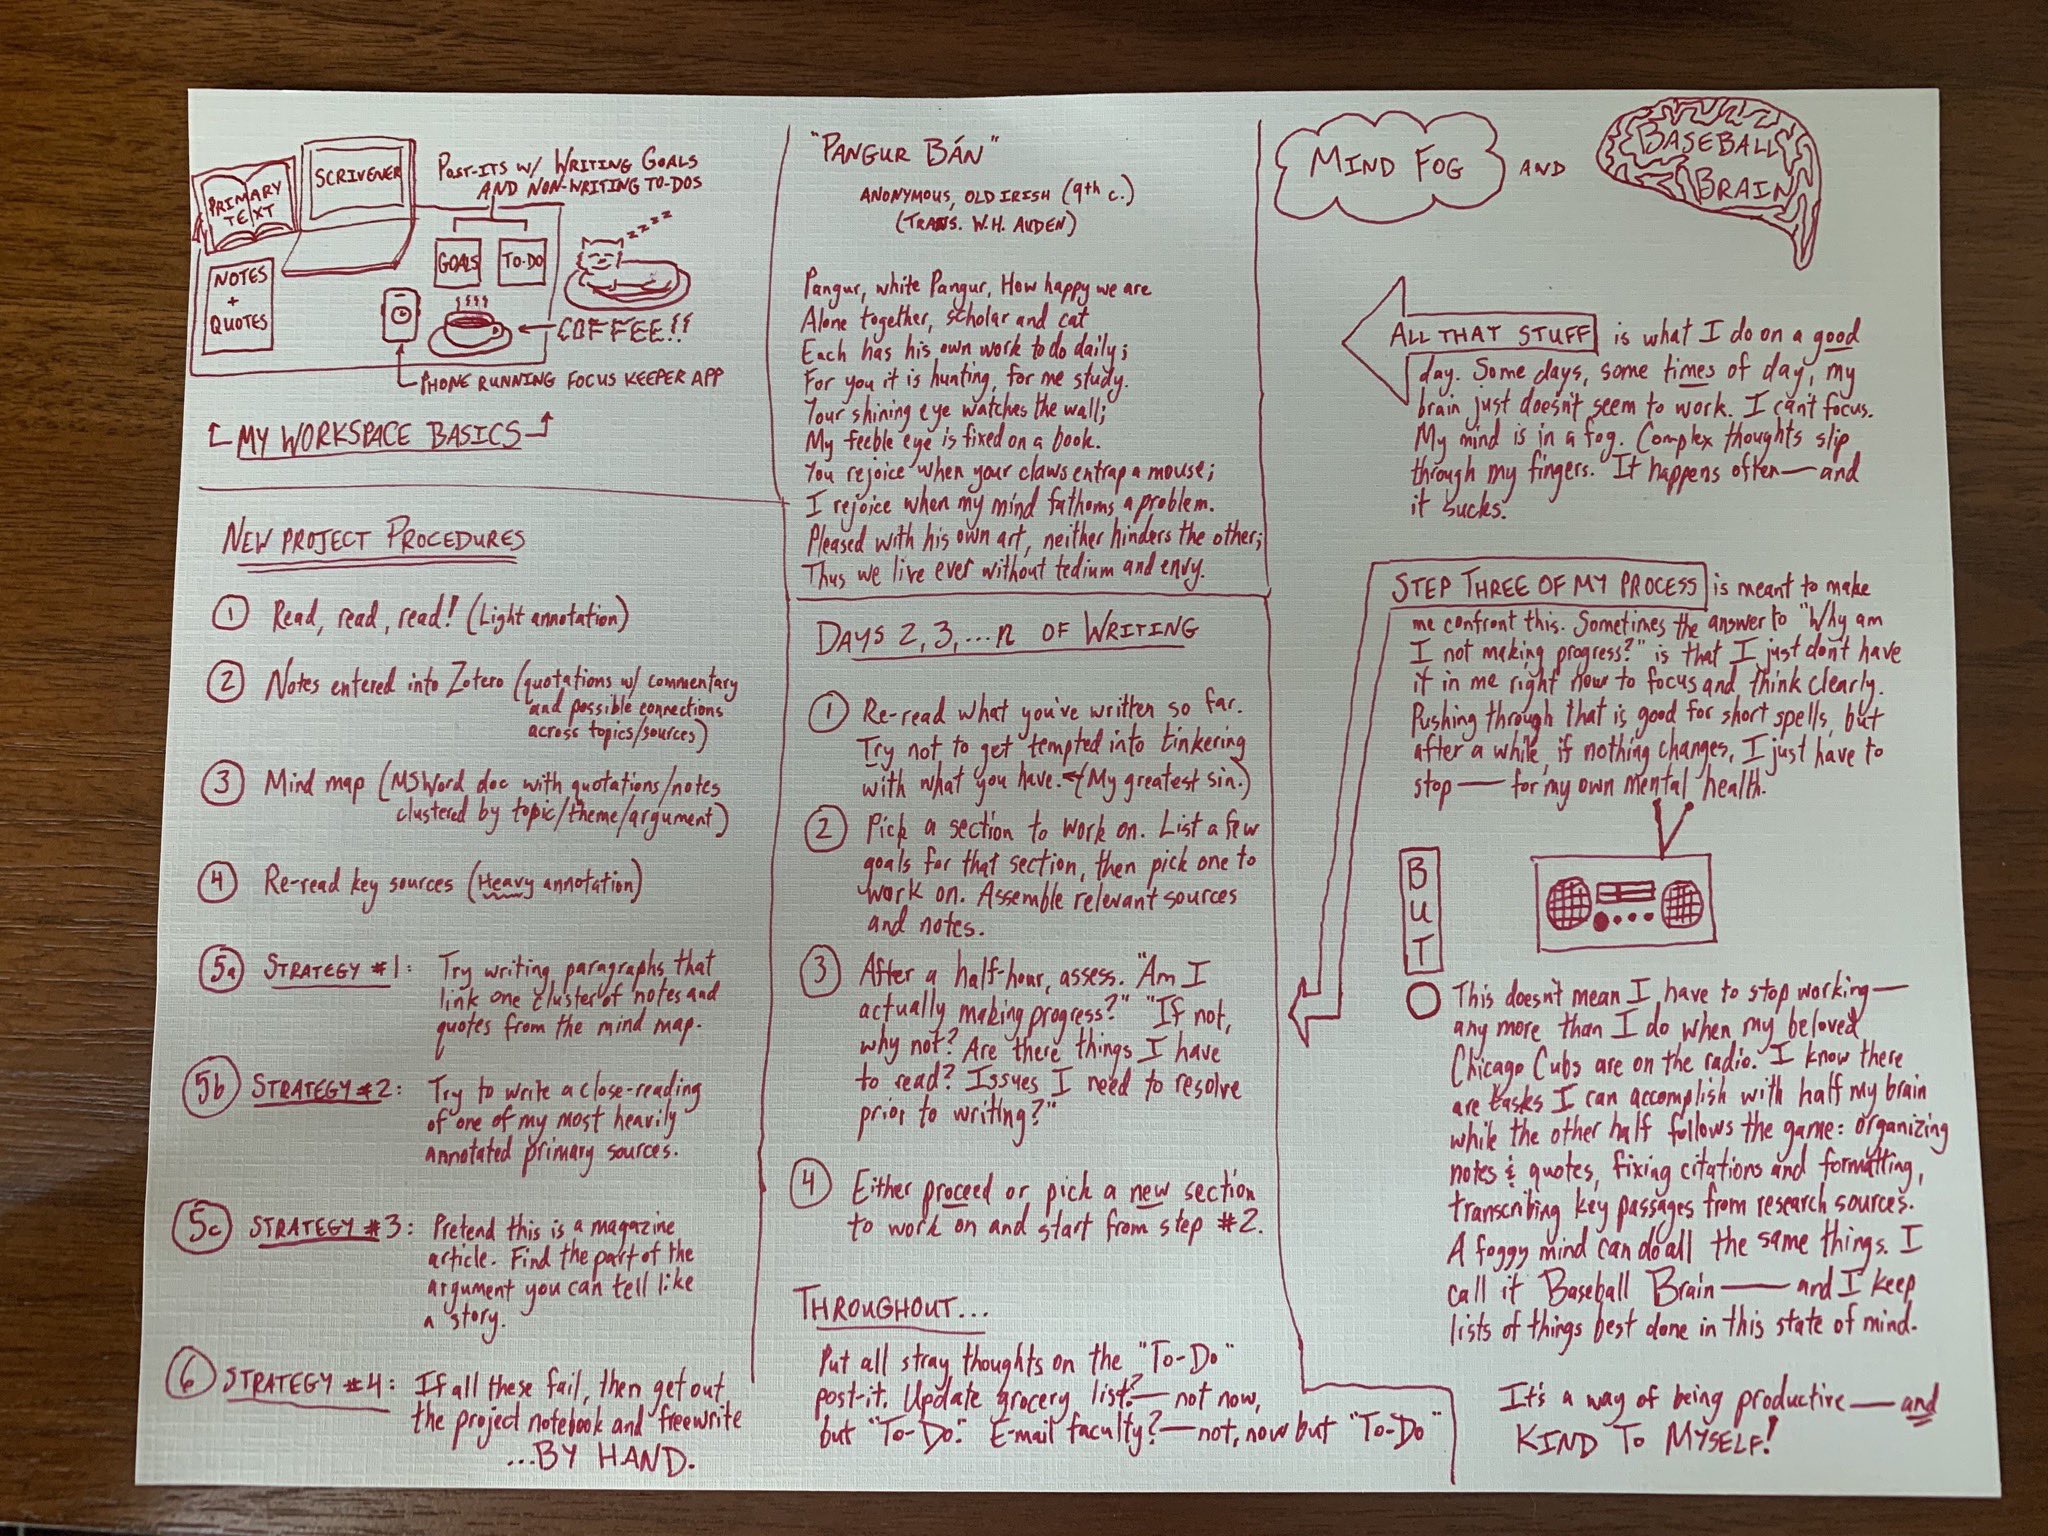 PRIMARY
TEXT
SCRIVENER
POST-ITS W/ WRITING GOALS
AND NON-WRITING TO-DOS
NOTES
+
QUOTES
GOALS
TO-DO
z z z z
COFFEE!!
PHONE RUNNING FOCUS KEEPER APP
MY WORKSPACE BASICS
NEW PROJECT PROCEDURES
1 Read, read, read! (Light annotation)
2 Notes entered into Zotero (quotations w/ commentary
and possible connections
across topics/sources)
3 Mind map (MSWord doc with quotations/notes
clustered by topic/theme/argument)
4 Re-read key sources (Heavy annotation)
5a STRATEGY #1: Try writing paragraphs that
link one cluster of notes and
quotes from the mind map.
5b STRATEGY #2: Try to write a close-reading
of one of my most heavily
annotated primary sources.
5c STRATEGY #3: Pretend this is a magazine
article. Find the part of the
argument you can tell like
a story.
6 STRATEGY #4: If all these fail, then get out
the project notebook and freewrite
...BY HAND.
"PANGUR BÁN"
ANONYMOUS, OLD IRISH (9th c.)
(TRANS. W.H. AUDEN)
Pangur, white Pangur, How happy we are
Alone together, scholar and cat
Each has his own work to do daily;
For you it is hunting, for me study.
Your shining eye watches the wall;
My feeble eye is fixed on a book.
You rejoice when your claws entrap a mouse;
I rejoice when my mind fathoms a problem.
Pleased with his own art, neither hinders the other;
Thus we live ever without tedium and envy.
DAYS 2, 3, ...n OF WRITING
1 Re-read what you've written so far.
Try not to get tempted into tinkering
with what you have. (My greatest sin.)
2 Pick a section to work on. List a few
goals for that section, then pick one to
work on. Assemble relevant sources
and notes.
3 After a half-hour, assess. "Am I
actually making progress?" "If not,
why not? Are there things I have
to read? Issues I need to resolve
prior to writing?"
4 Either proceed or pick a new section
to work on and start from step #2.
THROUGHOUT...
Put all stray thoughts on the "To-Do"
post-it. Update grocery list?—not now,
but "To-Do." E-mail faculty?—not, now but "To-Do"
MIND FOG AND BASEBALL
BRAIN
ALL THAT STUFF is what I do on a good
day. Some days, some times of day, my
brain just doesn't seem to work. I can't focus.
My mind is in a fog. Complex thoughts slip
through my fingers. It happens often—and
it sucks.
STEP THREE OF MY PROCESS is meant to make
me confront this. Sometimes the answer to "Why am
I not making progress?" is that I just don't have
it in me right now to focus and think clearly.
Pushing through that is good for short spells, but
after a while, if nothing changes, I just have to
stop—for my own mental health.
BUT
This doesn't mean I have to stop working—
any more than I do when my beloved
Chicago Cubs are on the radio. I know there
are tasks I can accomplish with half my brain
while the other half follows the game: organizing
notes & quotes, fixing citations and formatting,
transcribing key passages from research sources.
A foggy mind can do all the same things. I
call it Baseball Brain—and I keep
lists of things best done in this state of mind.
It's a way of being productive—and
KIND TO MYSELF!